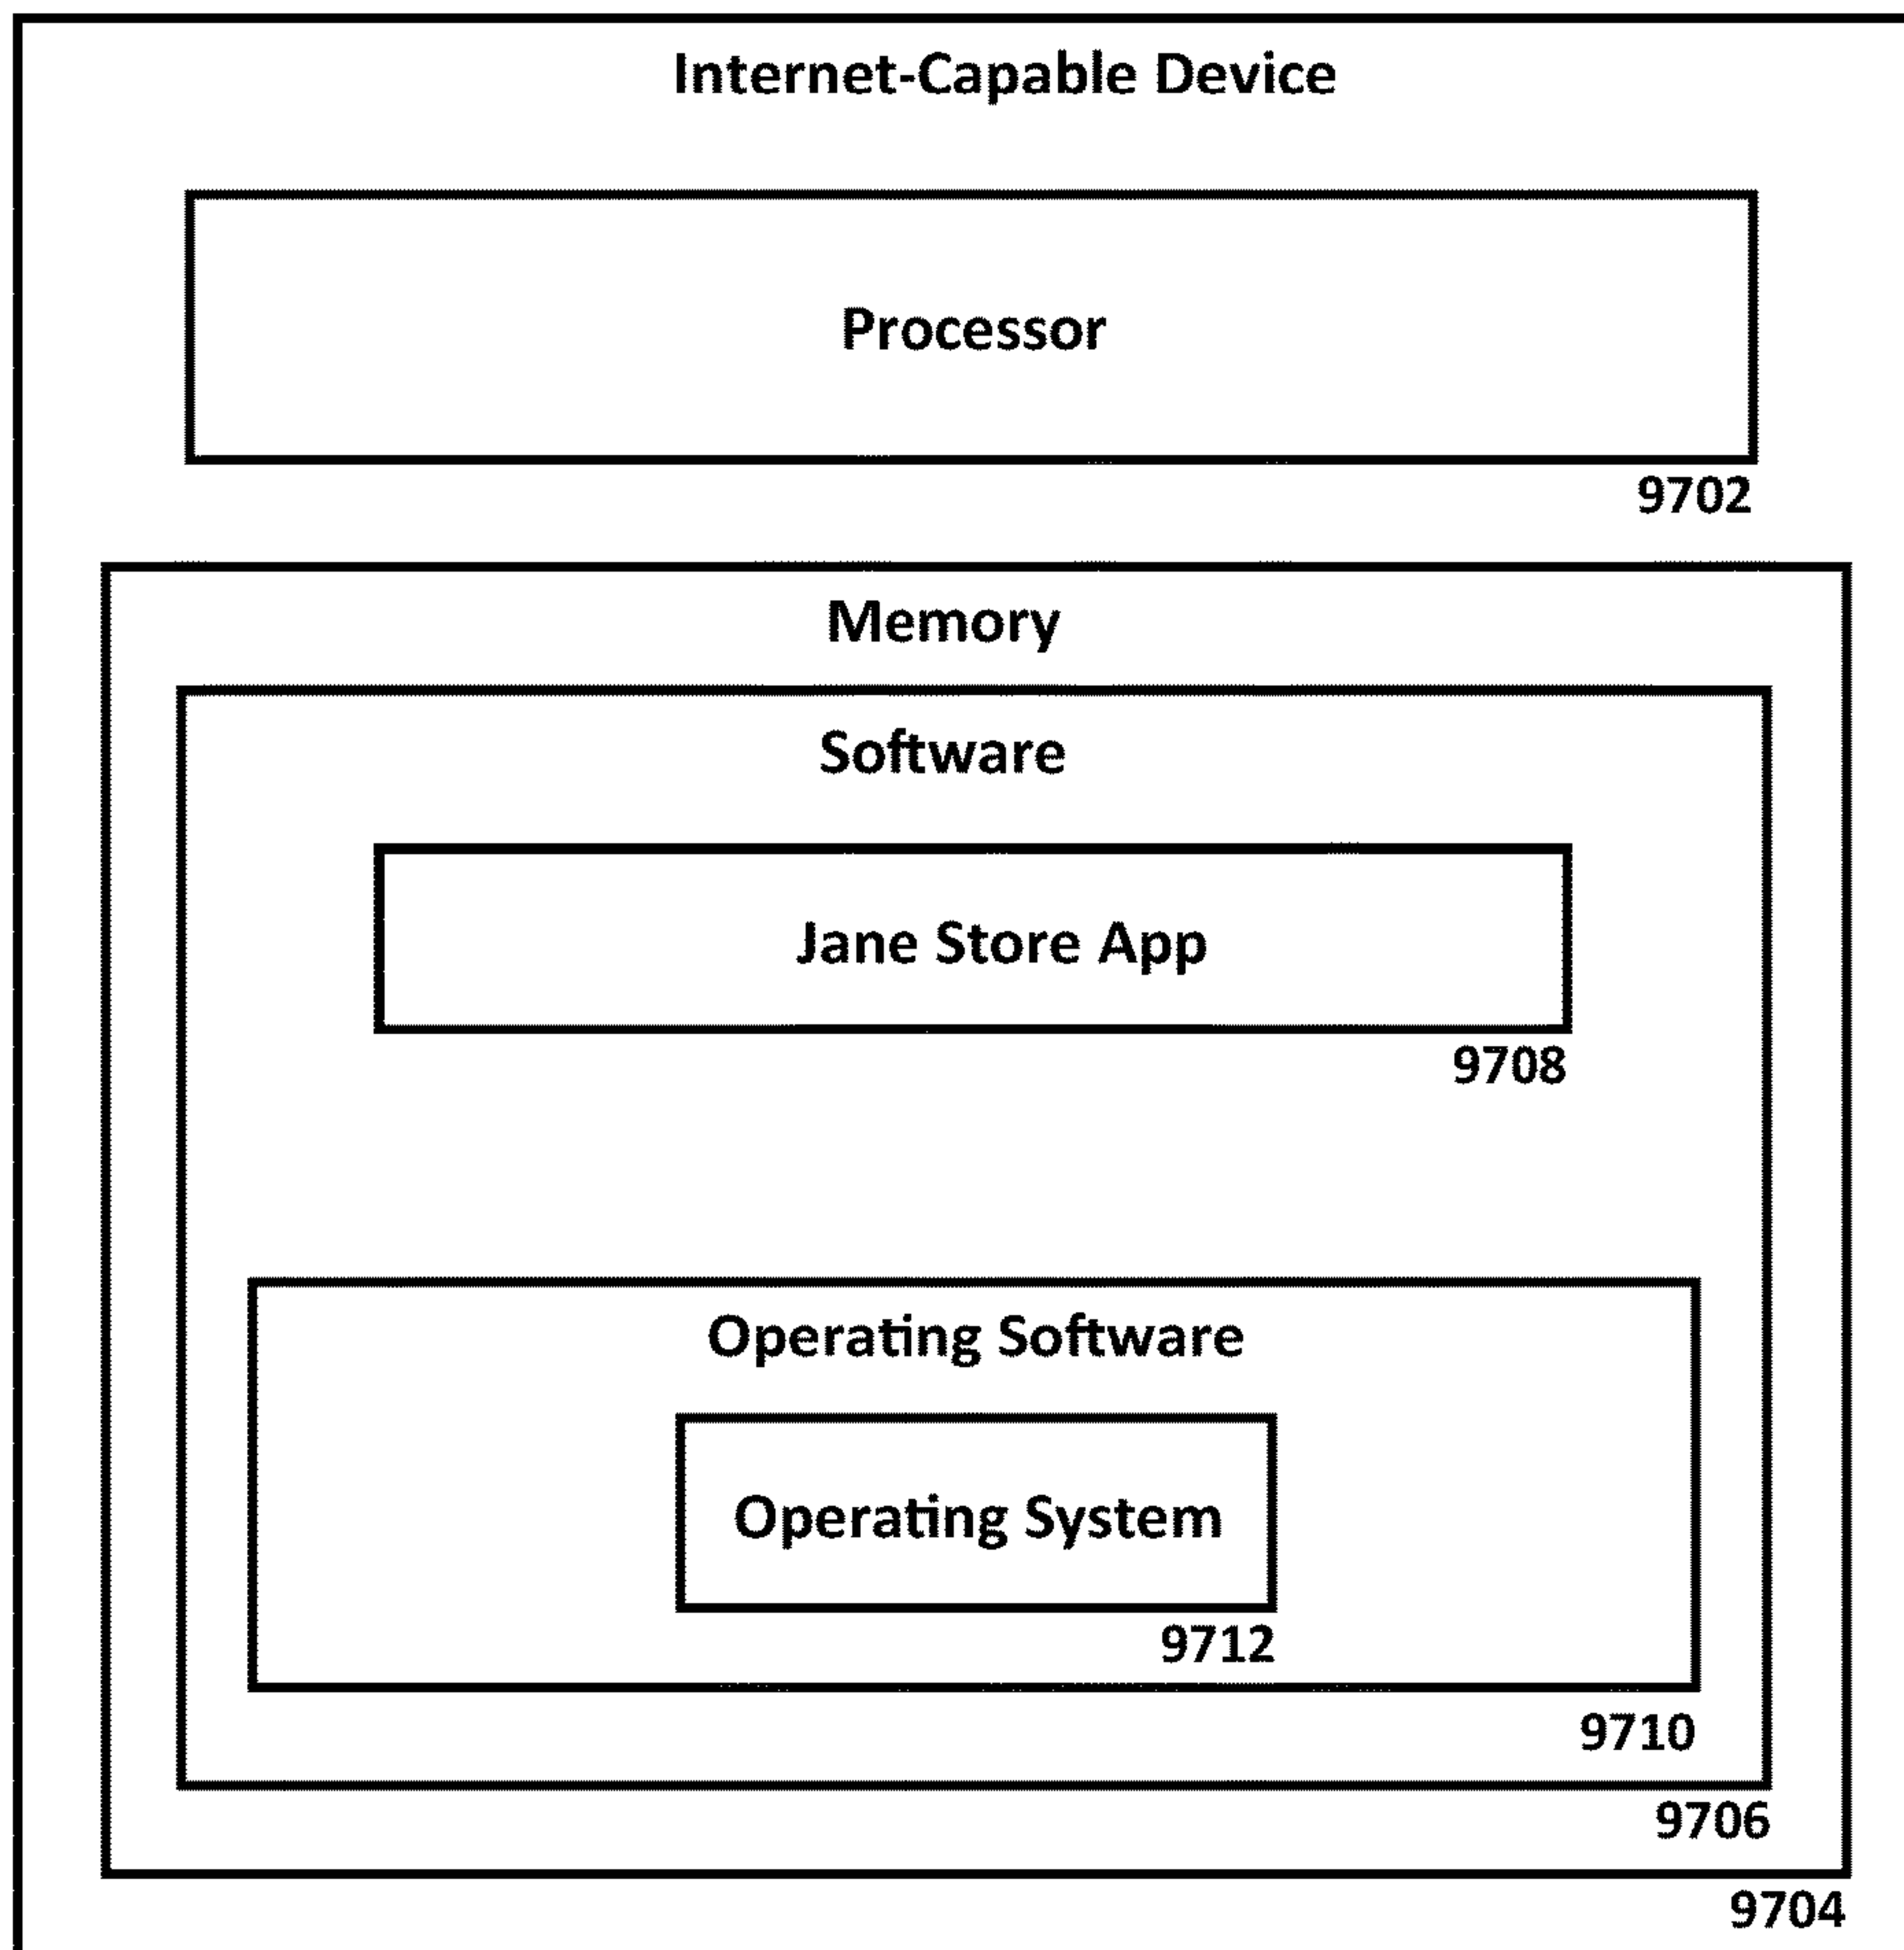 Internet-Capable Device
Processor
9702
Memory
Software
Jane Store App
9708
Operating Software
Operating System
9712
9710
9706
9704